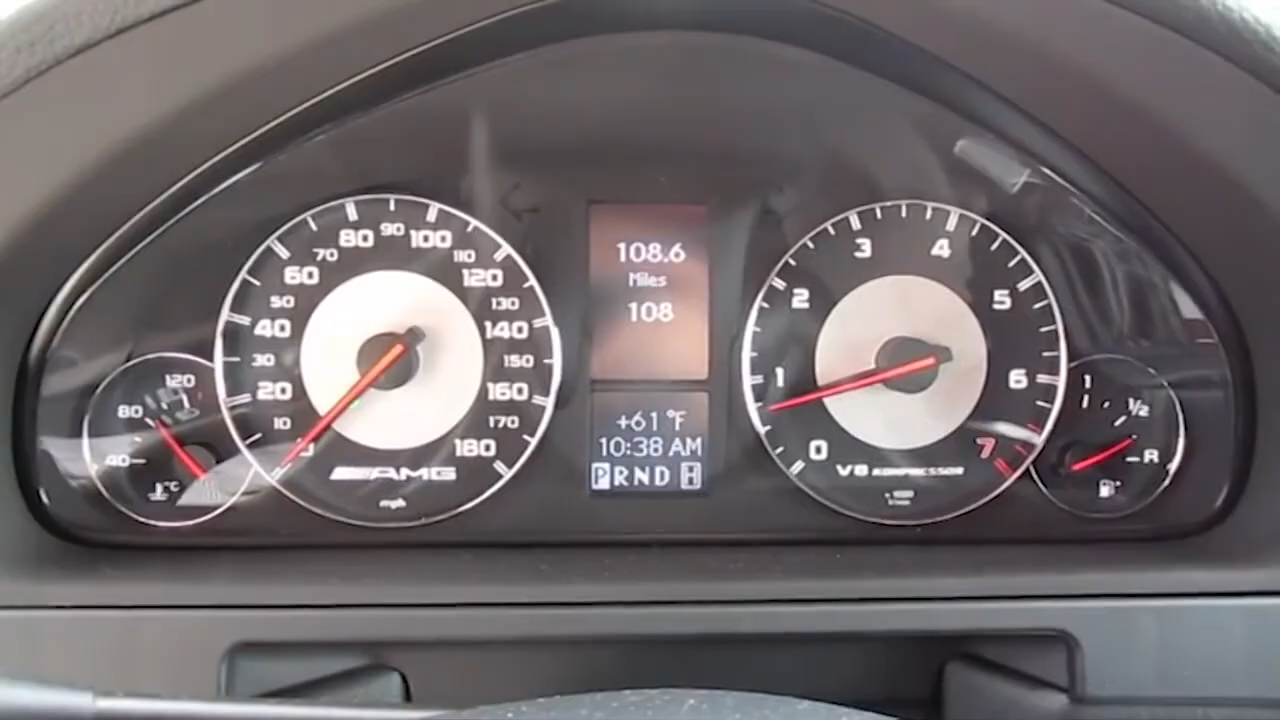 80 90 100
70 110
60 120
50 130
40 140
30 150
20 160
10 170
180
AMG
mph
120
80
40
°C
108.6
Miles
108
+61°F
10:38 AM
PRND M
3 4
2 5
1 6
0 7
V8 KOMPRESSOR
1
1/2
R